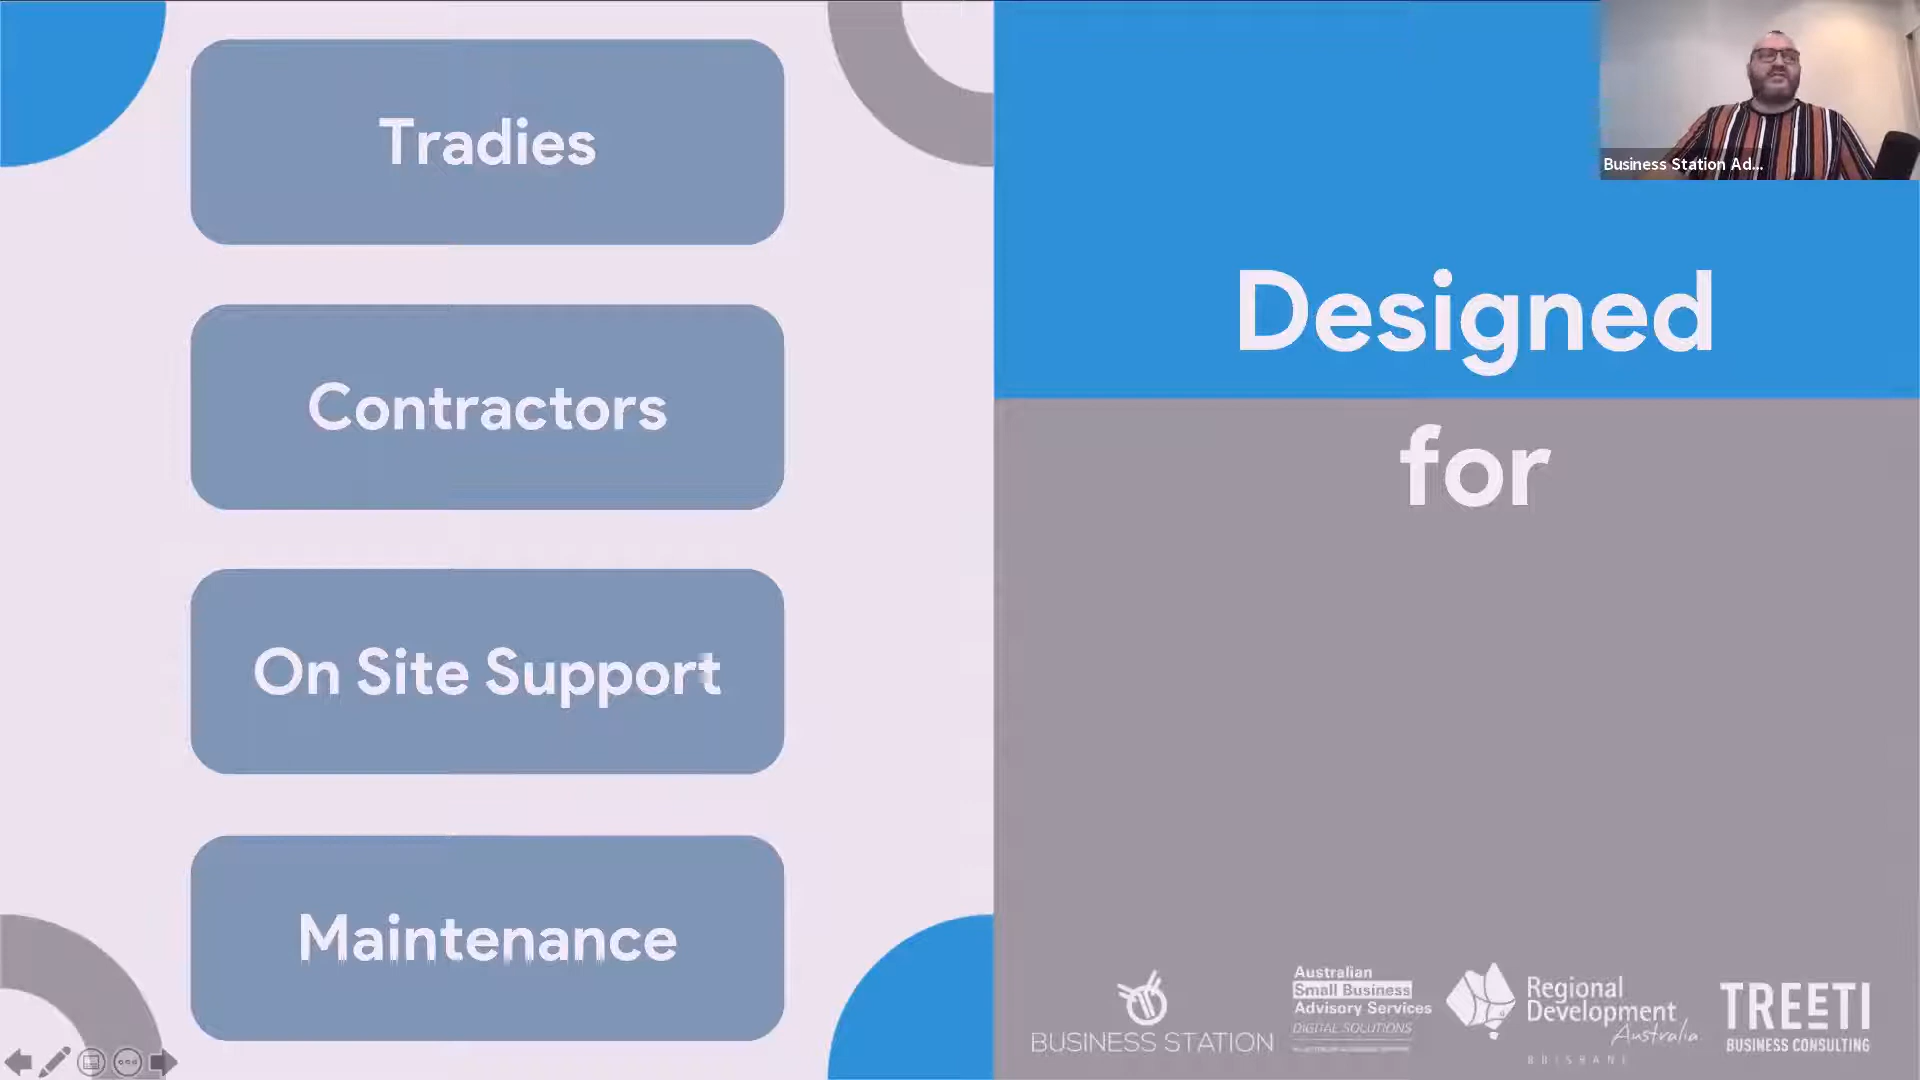 Tradies
Contractors
On Site Support
Maintenance
Business Station Ad...
Designed
for
BUSINESS STATION
Australian
Small Business
Advisory Services
DIGITAL SOLUTIONS
Regional
Development
Australia
BRISBANE
TREETI
BUSINESS CONSULTING